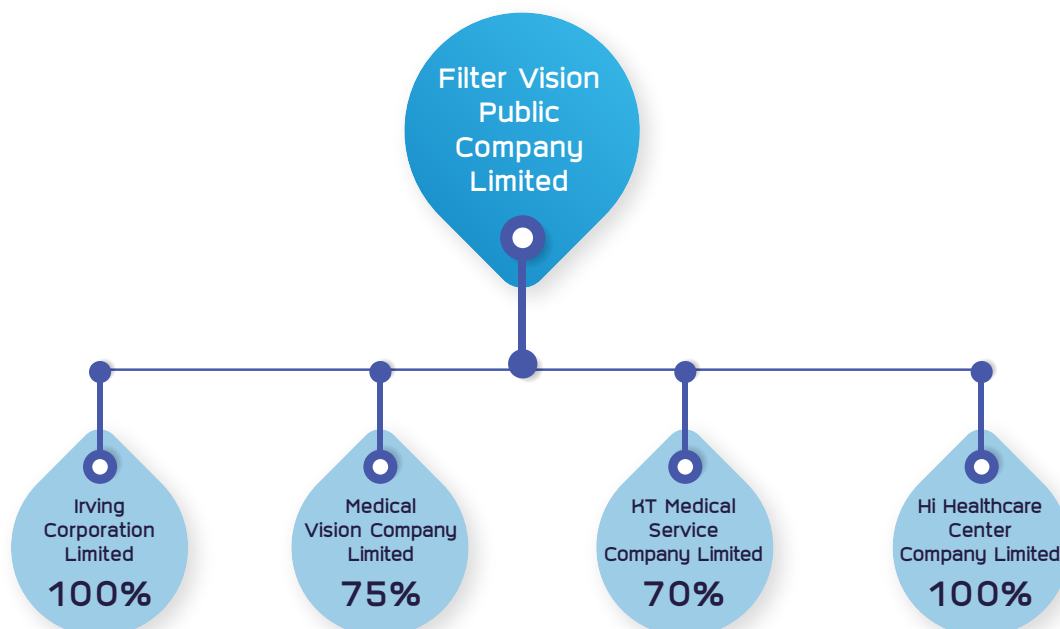 Filter Vision
Public
Company
Limited
Irving
Corporation
Limited
100%
Medical
Vision Company
Limited
75%
KT Medical
Service
Company Limited
70%
Hi Healthcare
Center
Company Limited
100%